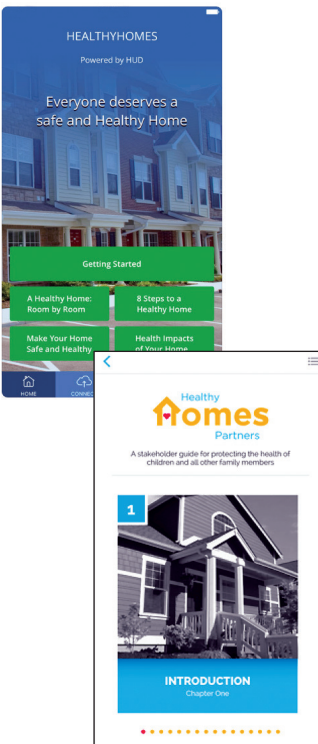 HEALTHYHOMES
Powered by HUD
Everyone deserves a
safe and Healthy Home
Getting Started
A Healthy Home:
Room by Room
8 Steps to a
Healthy Home
Make Your Home
Safe and Healthy
Health Impacts
of Your Home
HOME
CONNEC
Healthy
Homes
Partners
A stakeholder guide for protecting the health of
children and all other family members
1
INTRODUCTION
Chapter One